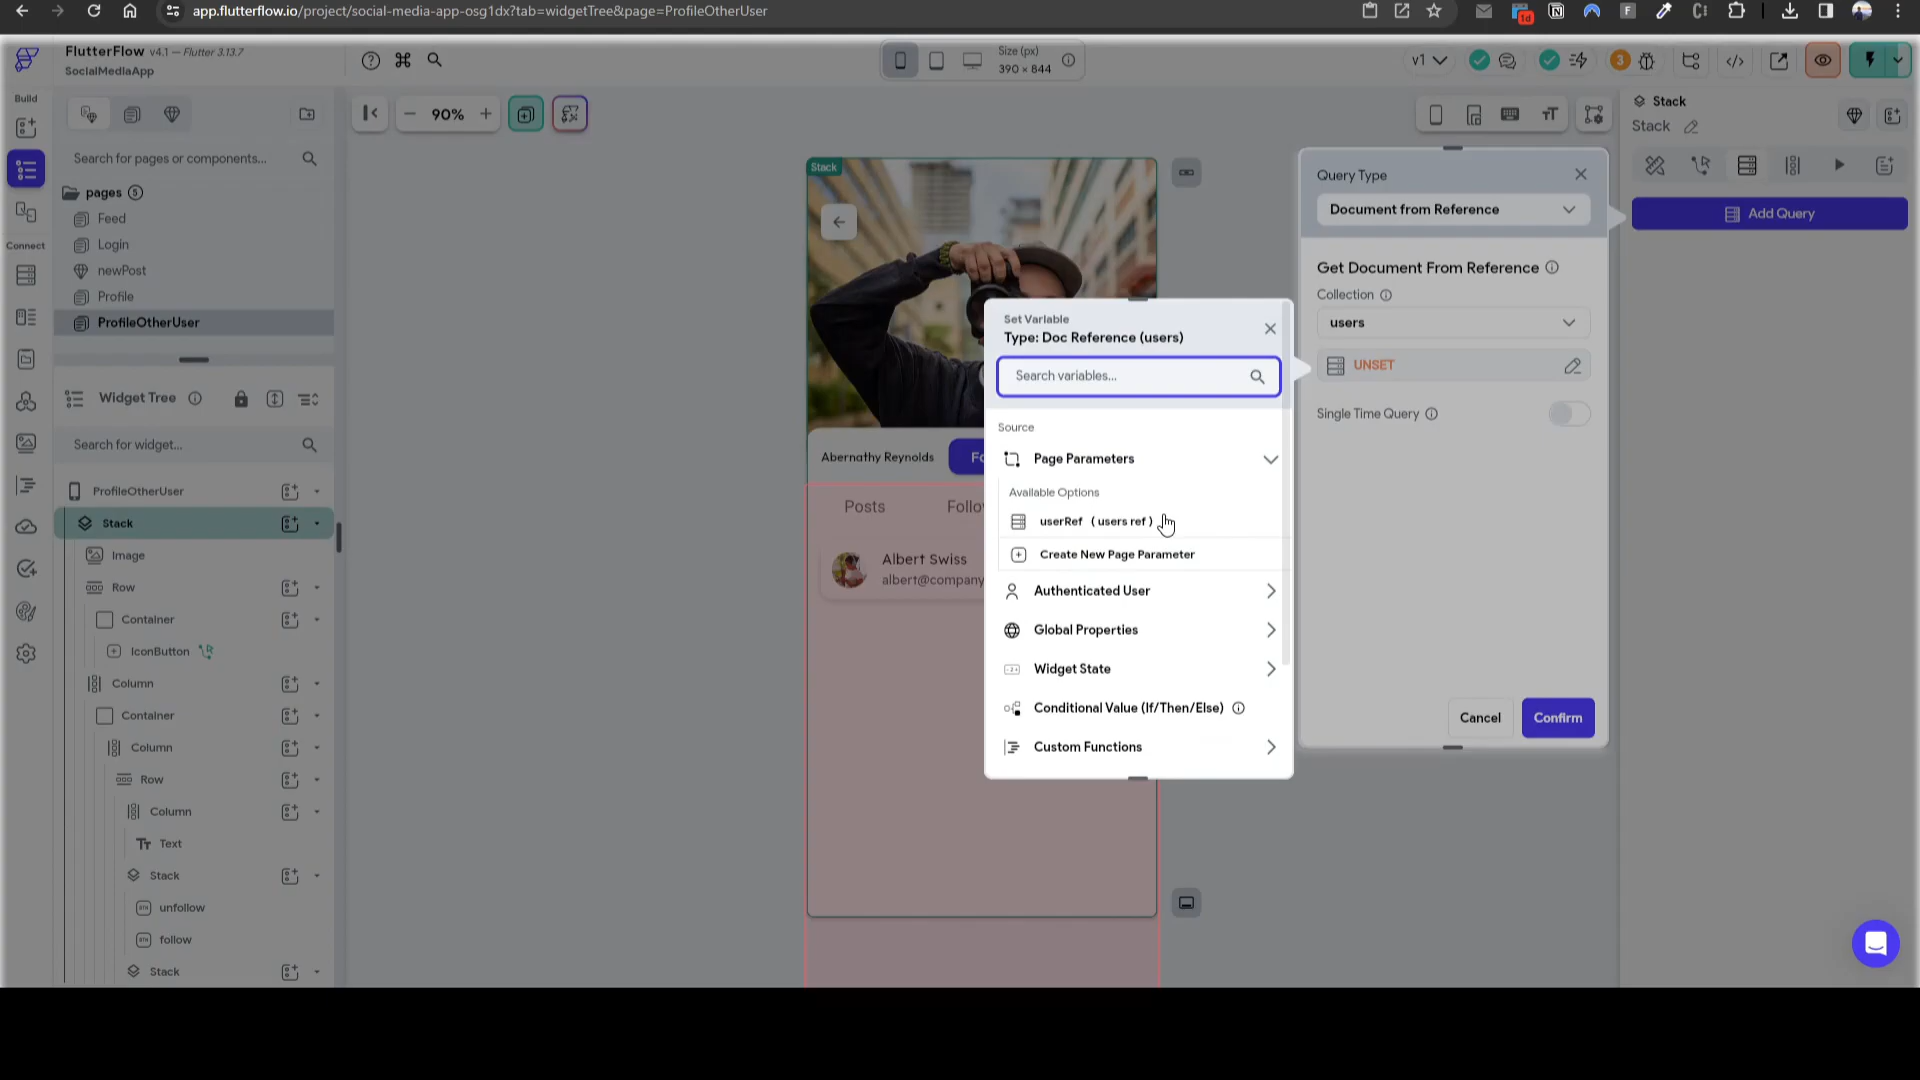 app.flutterflow.io/project/social-media-app-osg1dx?tab=widgetTree&page=ProfileOtherUser
1d
FlutterFlow v4.1 — Flutter 3.13.7
SocialMediaApp
Size (px)
390 × 844
v1
3
Build
90%
Stack
Stack
Search for pages or components...
pages 5
Feed
Login
newPost
Profile
ProfileOtherUser
Connect
Widget Tree
Search for widget...
ProfileOtherUser
Stack
Image
Row
Container
IconButton
Column
Container
Column
Row
Column
Text
Stack
unfollow
follow
Stack
Stack
Abernathy Reynolds
Fo
Posts
Follo
Albert Swiss
albert@company
Set Variable
Type: Doc Reference (users)
Search variables...
Source
Page Parameters
Available Options
userRef ( users ref )
Create New Page Parameter
Authenticated User
Global Properties
Widget State
Conditional Value (If/Then/Else)
Custom Functions
Query Type
Document from Reference
Get Document From Reference
Collection
users
UNSET
Single Time Query
Cancel
Confirm
Add Query